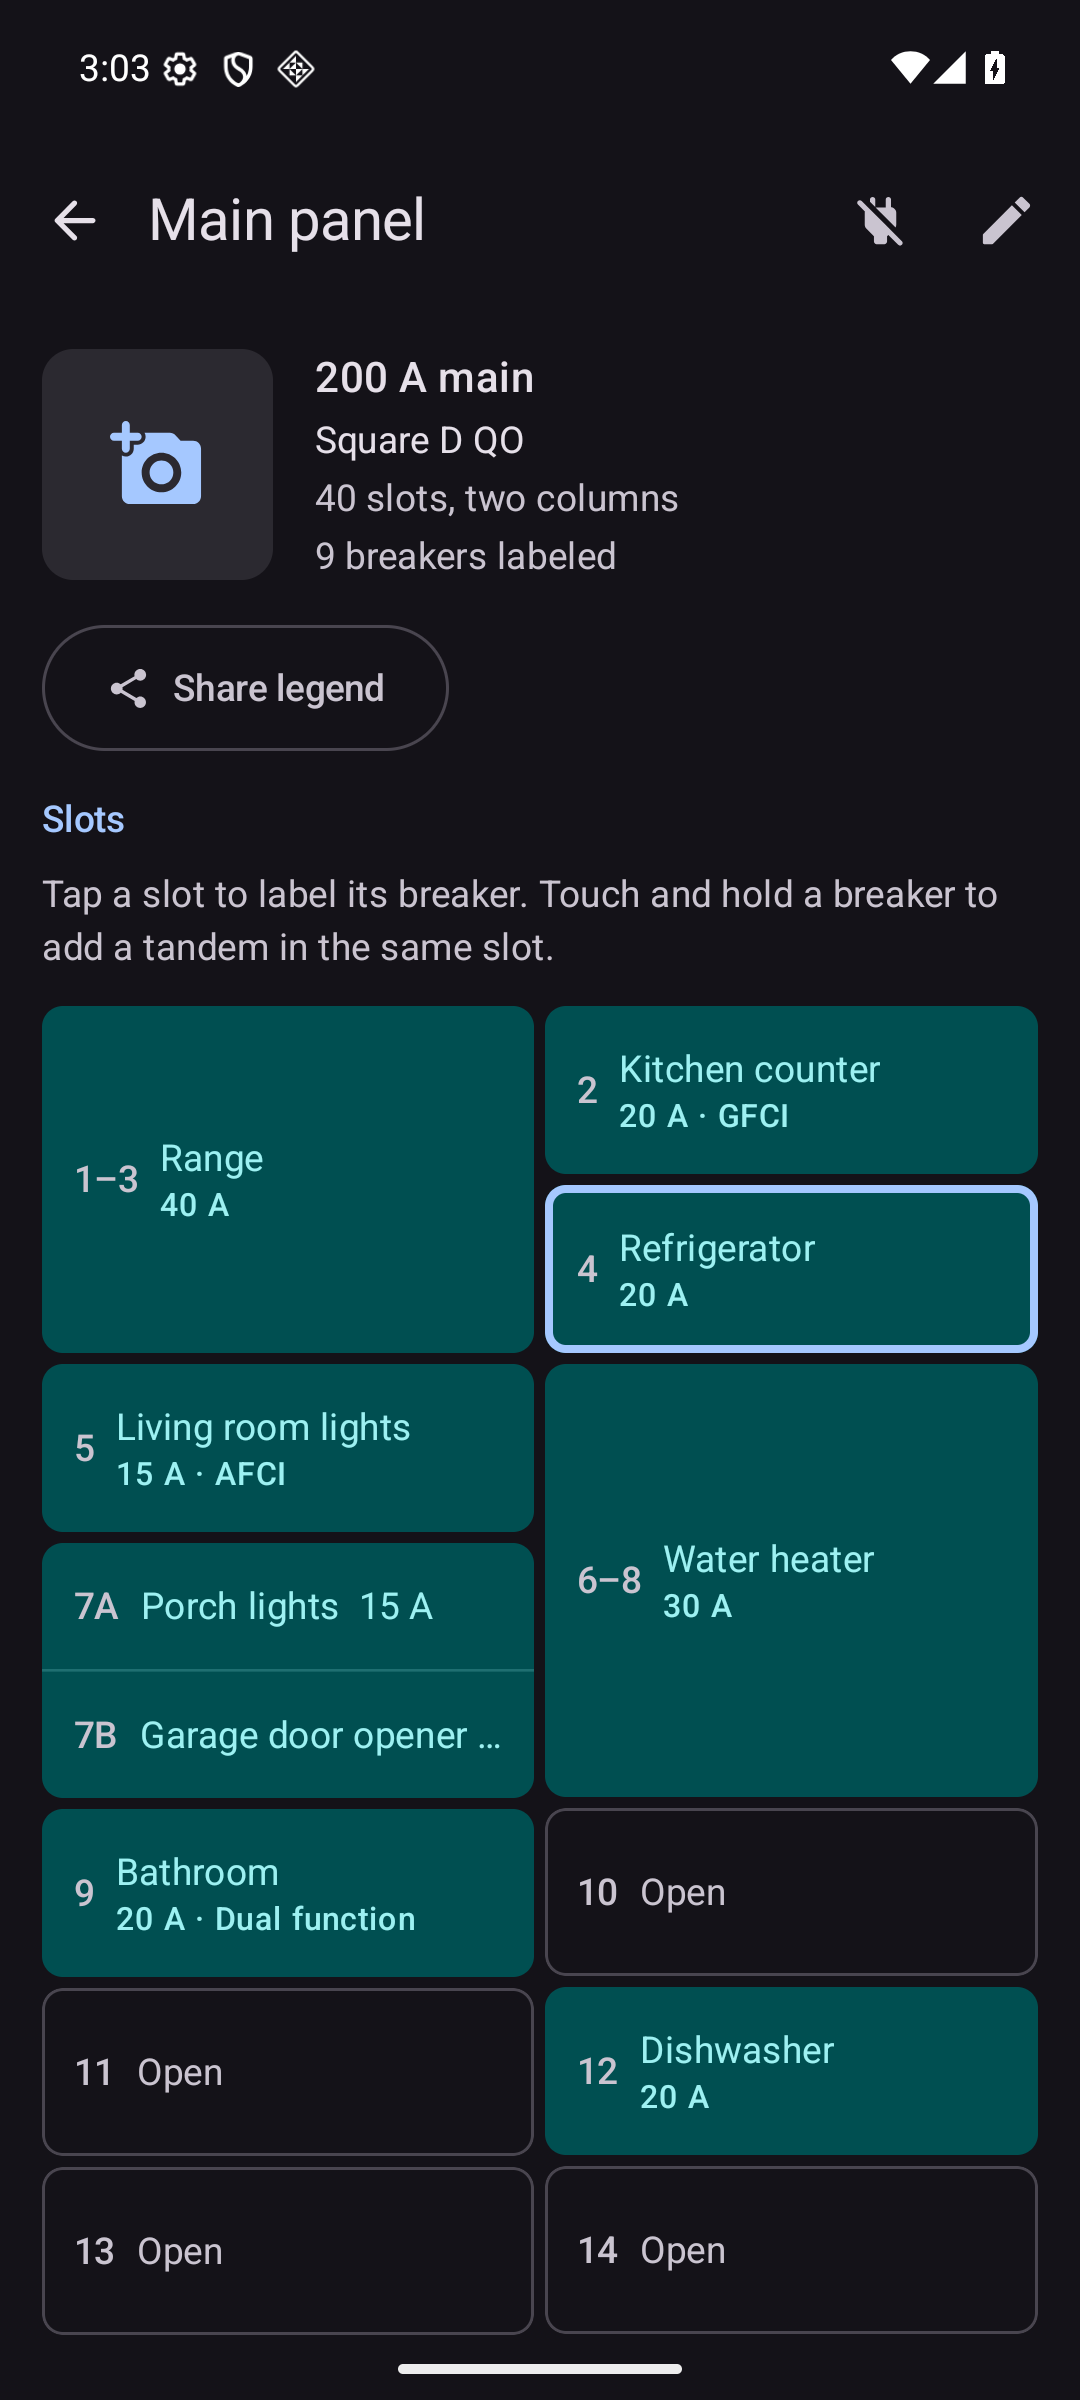 3:03
Main panel
200 A main
Square D QO
40 slots, two columns
9 breakers labeled
Share legend
Slots
Tap a slot to label its breaker. Touch and hold a breaker to
add a tandem in the same slot.
1–3 Range
40 A
2 Kitchen counter
20 A · GFCI
4 Refrigerator
20 A
5 Living room lights
15 A · AFCI
6–8 Water heater
30 A
7A Porch lights 15 A
7B Garage door opener ...
9 Bathroom
20 A · Dual function
10 Open
11 Open
12 Dishwasher
20 A
13 Open
14 Open